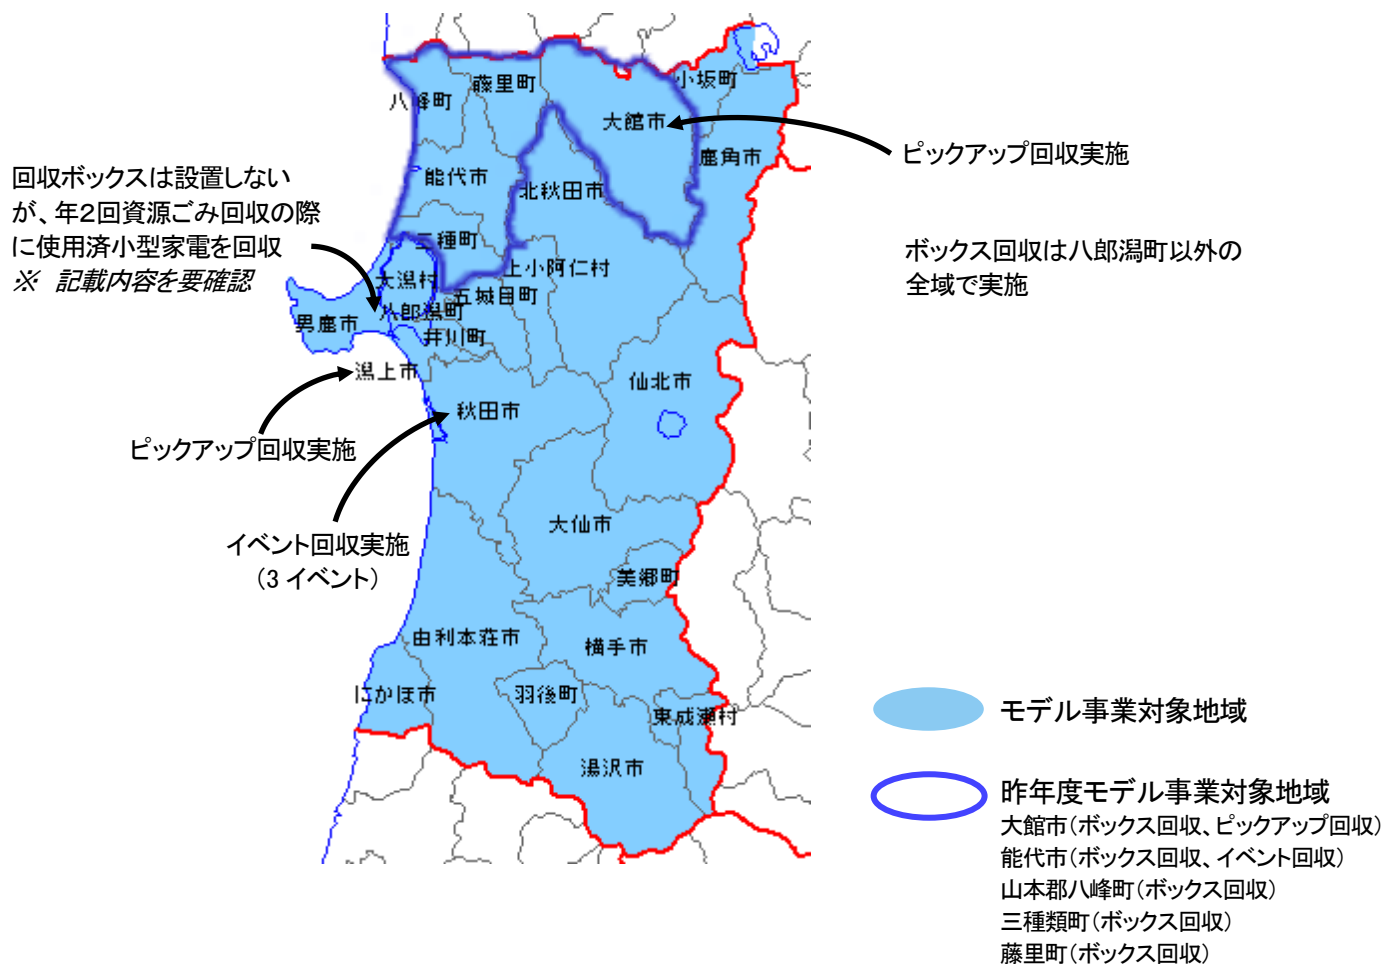 藤里町
小坂町
八峰町
大館市
ピックアップ回収実施
鹿角市
回収ボックスは設置しない
が、年2回資源ごみ回収の際
に使用済小型家電を回収
※　記載内容を要確認
能代市
北秋田市
三種町
上小阿仁村
ボックス回収は八郎潟町以外の
全域で実施
大潟村
五城目町
八郎潟町
男鹿市
井川町
潟上市
仙北市
秋田市
ピックアップ回収実施
大仙市
イベント回収実施
（3 イベント）
美郷町
由利本荘市
横手市
にかほ市
羽後町
東成瀬村
湯沢市
モデル事業対象地域
昨年度モデル事業対象地域
大館市（ボックス回収、ピックアップ回収）
能代市（ボックス回収、イベント回収）
山本郡八峰町（ボックス回収）
三種類町（ボックス回収）
藤里町（ボックス回収）